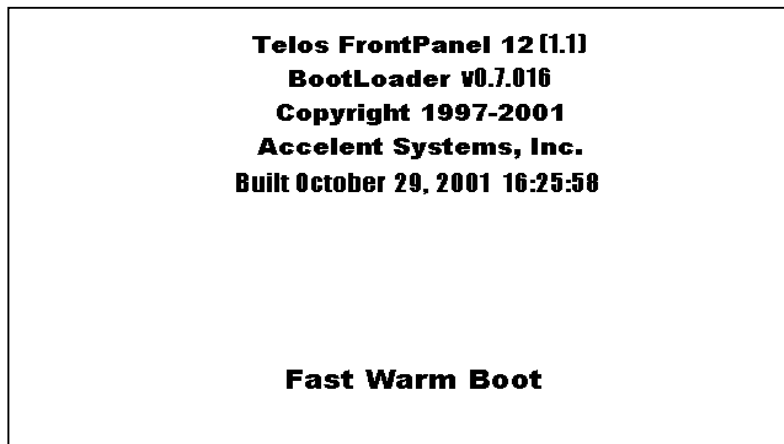 Telos FrontPanel 12 (1.1)
BootLoader v0.7.016
Copyright 1997-2001
Accelent Systems, Inc.
Built October 29, 2001 16:25:58
Fast Warm Boot